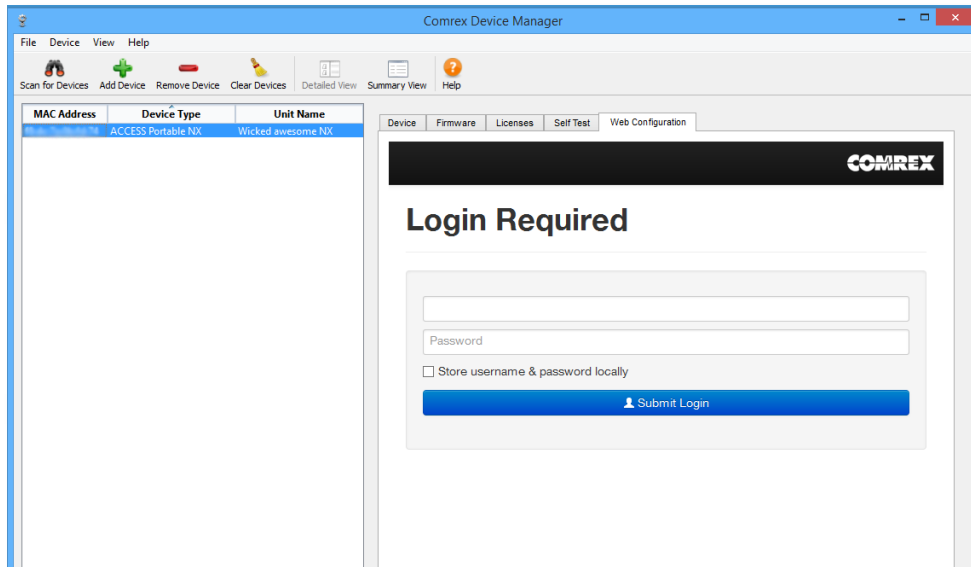 Comrex Device Manager
File Device View Help
Scan for Devices Add Device Remove Device Clear Devices Detailed View Summary View Help
MAC Address Device Type Unit Name
ACCESS Portable NX Wicked awesome NX
Device Firmware Licenses Self Test Web Configuration
COMREX
Login Required
Password
Store username & password locally
Submit Login